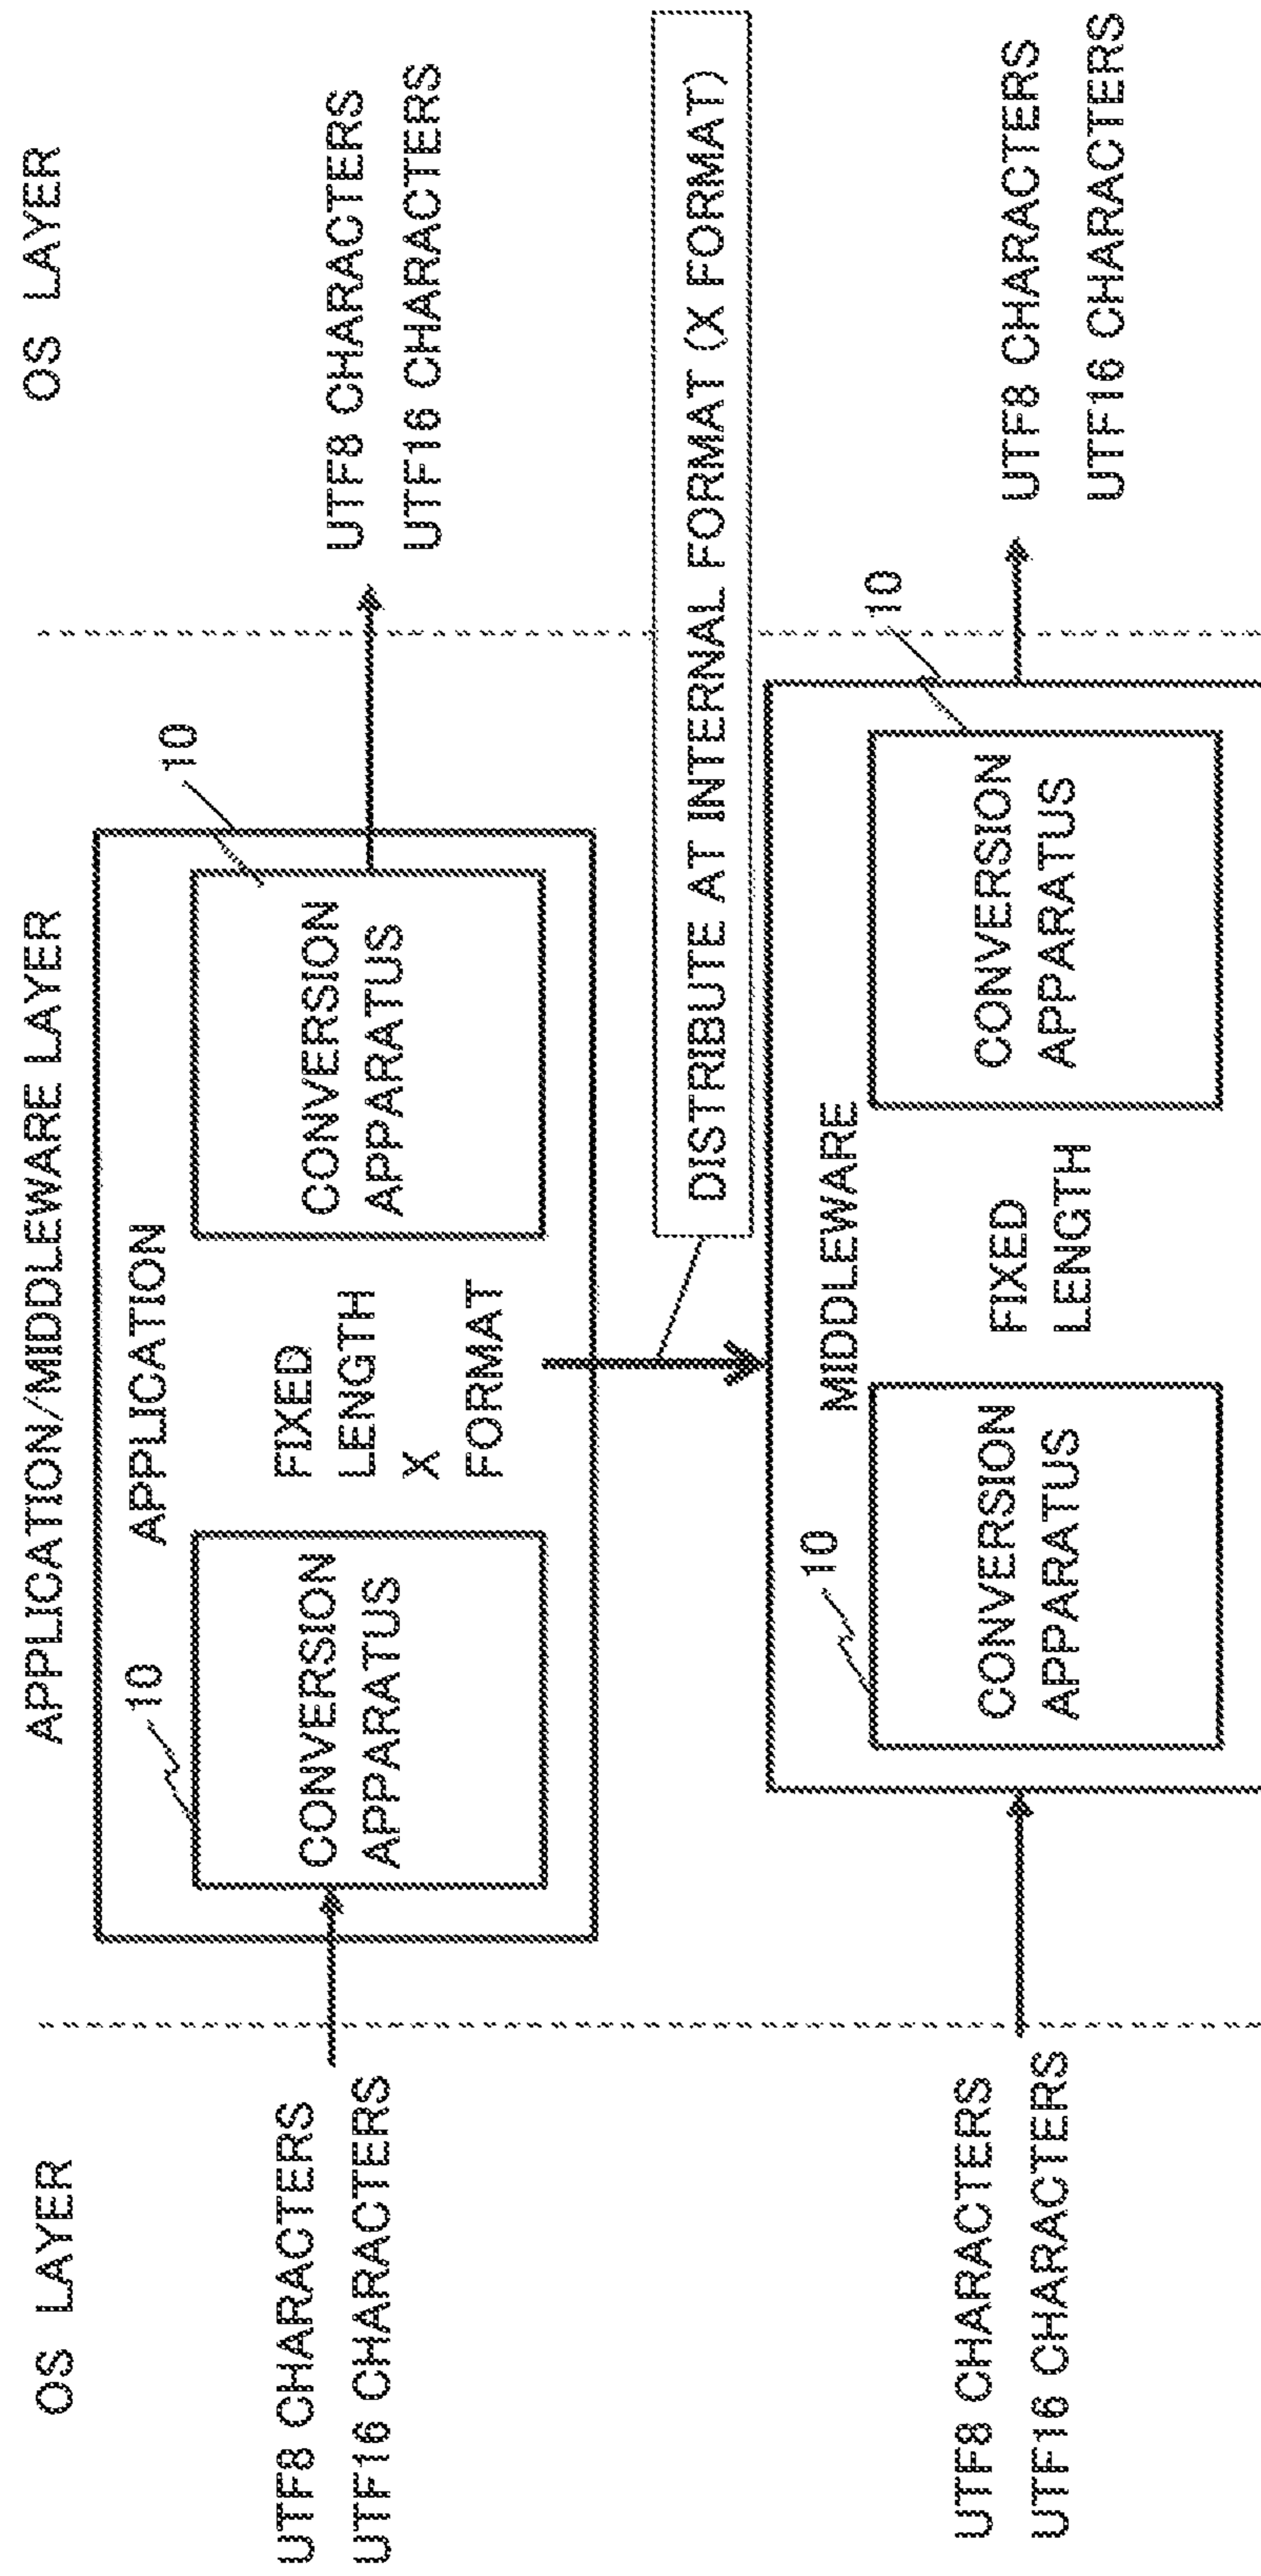 OS LAYER
APPLICATION/MIDDLEWARE LAYER
OS LAYER
10
APPLICATION
10
UTF8 CHARACTERS
UTF16 CHARACTERS
CONVERSION
APPARATUS
FIXED
LENGTH
X
FORMAT
CONVERSION
APPARATUS
UTF8 CHARACTERS
UTF16 CHARACTERS
DISTRIBUTE AT INTERNAL FORMAT (X FORMAT)
10
MIDDLEWARE
10
UTF8 CHARACTERS
UTF16 CHARACTERS
CONVERSION
APPARATUS
FIXED
LENGTH
CONVERSION
APPARATUS
UTF8 CHARACTERS
UTF16 CHARACTERS